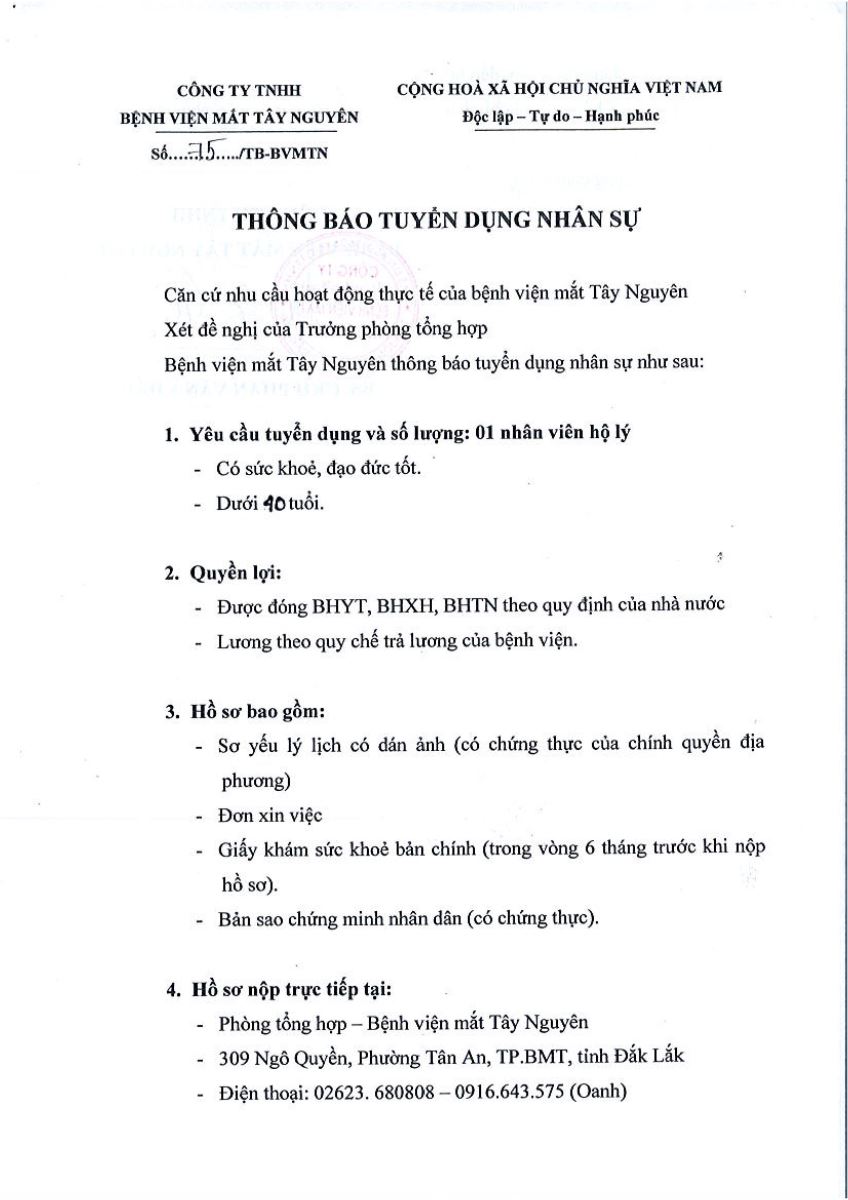 CÔNG TY TNHH
BỆNH VIỆN MẮT TÂY NGUYÊN
Số......75...../TB-BVMTN
CỘNG HOÀ XÃ HỘI CHỦ NGHĨA VIỆT NAM
Độc lập – Tự do – Hạnh phúc
THÔNG BÁO TUYỂN DỤNG NHÂN SỰ
Căn cứ nhu cầu hoạt động thực tế của bệnh viện mắt Tây Nguyên
Xét đề nghị của Trưởng phòng tổng hợp
Bệnh viện mắt Tây Nguyên thông báo tuyển dụng nhân sự như sau:
1. Yêu cầu tuyển dụng và số lượng: 01 nhân viên hộ lý
- Có sức khoẻ, đạo đức tốt.
- Dưới 40 tuổi.
2. Quyền lợi:
- Được đóng BHYT, BHXH, BHTN theo quy định của nhà nước
- Lương theo quy chế trả lương của bệnh viện.
3. Hồ sơ bao gồm:
- Sơ yếu lý lịch có dán ảnh (có chứng thực của chính quyền địa
phương)
- Đơn xin việc
- Giấy khám sức khoẻ bản chính (trong vòng 6 tháng trước khi nộp
hồ sơ).
- Bản sao chứng minh nhân dân (có chứng thực).
4. Hồ sơ nộp trực tiếp tại:
- Phòng tổng hợp – Bệnh viện mắt Tây Nguyên
- 309 Ngô Quyền, Phường Tân An, TP.BMT, tỉnh Đắk Lắk
- Điện thoại: 02623. 680808 – 0916.643.575 (Oanh)